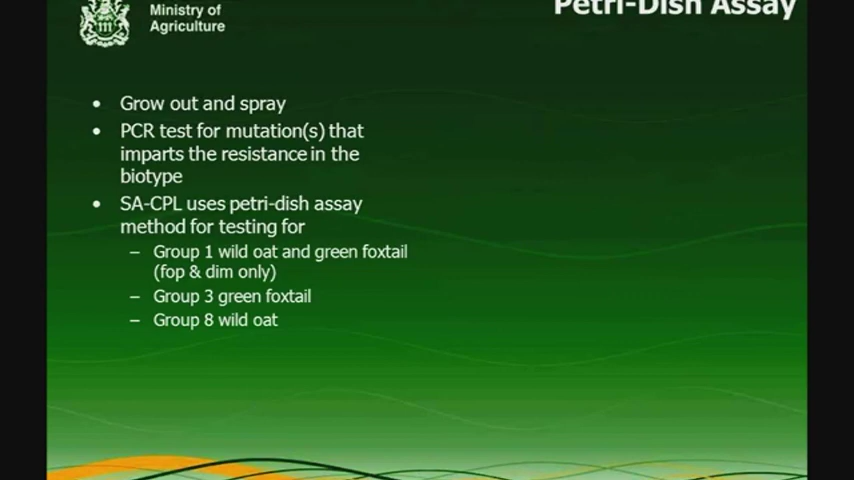 Ministry of
Agriculture
Petri-Dish Assay
• Grow out and spray
• PCR test for mutation(s) that
imparts the resistance in the
biotype
• SA-CPL uses petri-dish assay
method for testing for
– Group 1 wild oat and green foxtail
(fop & dim only)
– Group 3 green foxtail
– Group 8 wild oat